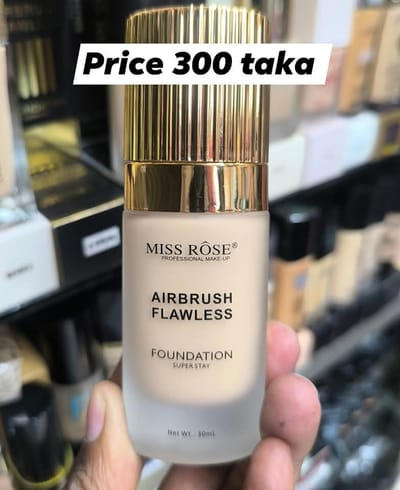 Price 300 taka
MISS RÔSE®
PROFESSIONAL MAKE-UP
AIRBRUSH
FLAWLESS
FOUNDATION
SUPER STAY
Net Wt. 30mL